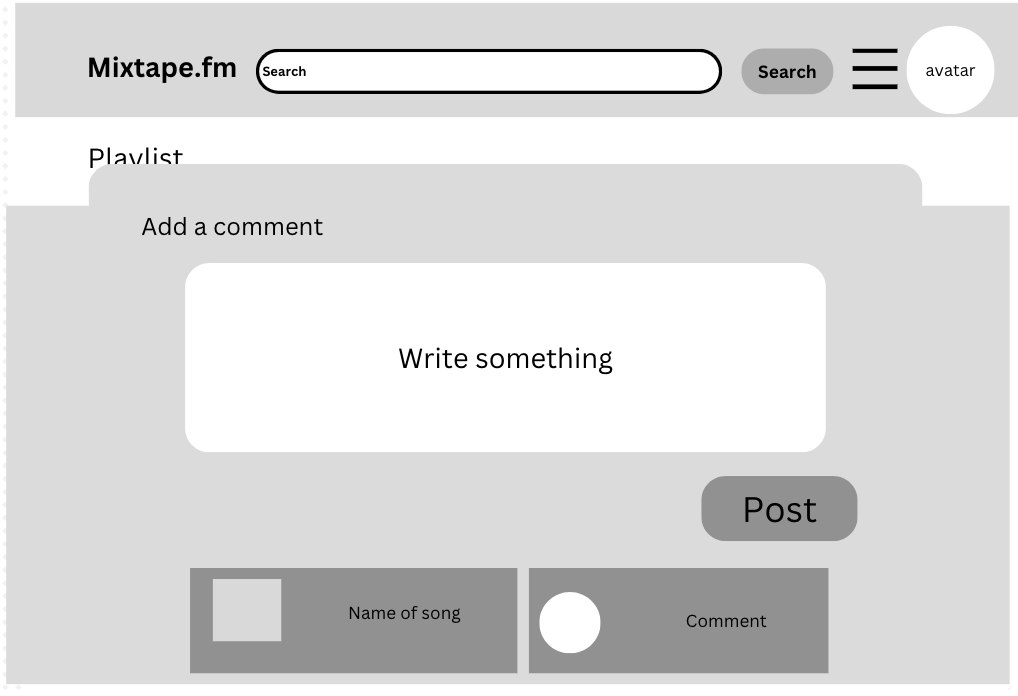 Mixtape.fm
Search
Search
avatar
Playlist
Add a comment
Write something
Post
Name of song
Comment